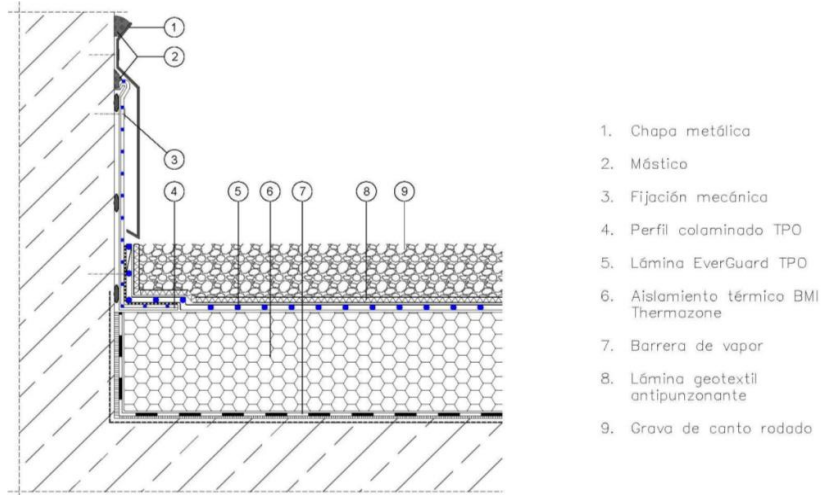 1
2
3
4 5 6 7 8 9
1. Chapa metálica
2. Mástico
3. Fijación mecánica
4. Perfil colaminado TPO
5. Lámina EverGuard TPO
6. Aislamiento térmico BMI
Thermazone
7. Barrera de vapor
8. Lámina geotextil
antipunzonante
9. Grava de canto rodado